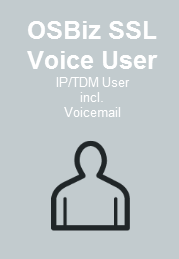 OSBiz SSL
Voice User
IP/TDM User
incl.
Voicemail